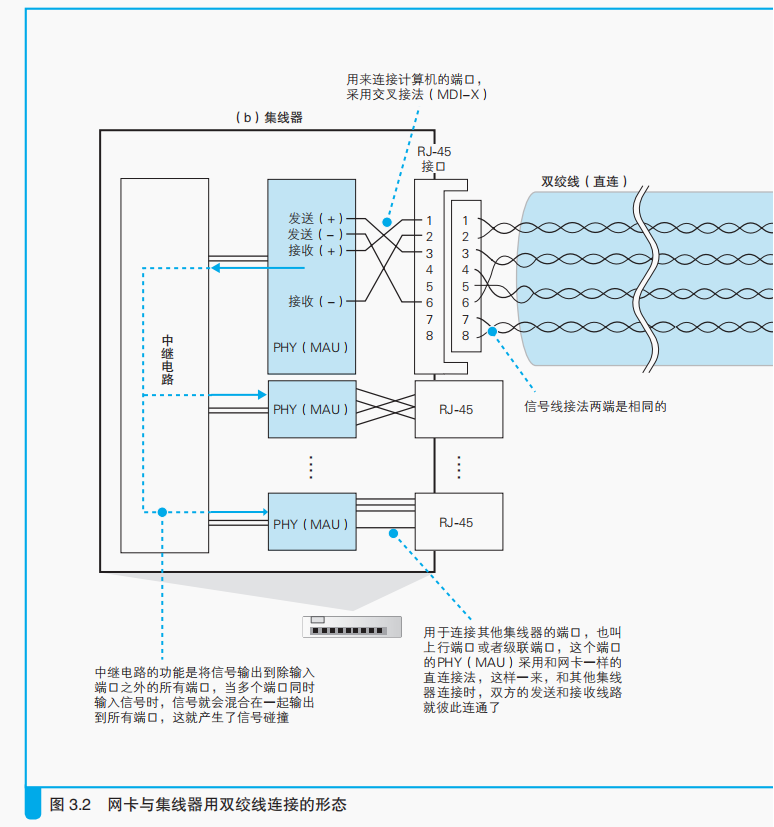 用来连接计算机的端口，
采用交叉接法（MDI-X）
（b）集线器
RJ-45
接口
双绞线（直连）
发送（+）
发送（-）
接收（+）
接收（-）
PHY（MAU）
1
2
3
4
5
6
7
8
1
2
3
4
5
6
7
8
中继电路
信号线接法两端是相同的
PHY（MAU）
RJ-45
PHY（MAU）
RJ-45
用于连接其他集线器的端口，也叫
上行端口或者级联端口，这个端口
的PHY（MAU）采用和网卡一样的
直连接法，这样一来，和其他集线
器连接时，双方的发送和接收线路
就彼此连通了
中继电路的功能是将信号输出到除输入
端口之外的所有端口，当多个端口同时
输入信号时，信号就会混合在一起输出
到所有端口，这就产生了信号碰撞
图 3.2　网卡与集线器用双绞线连接的形态